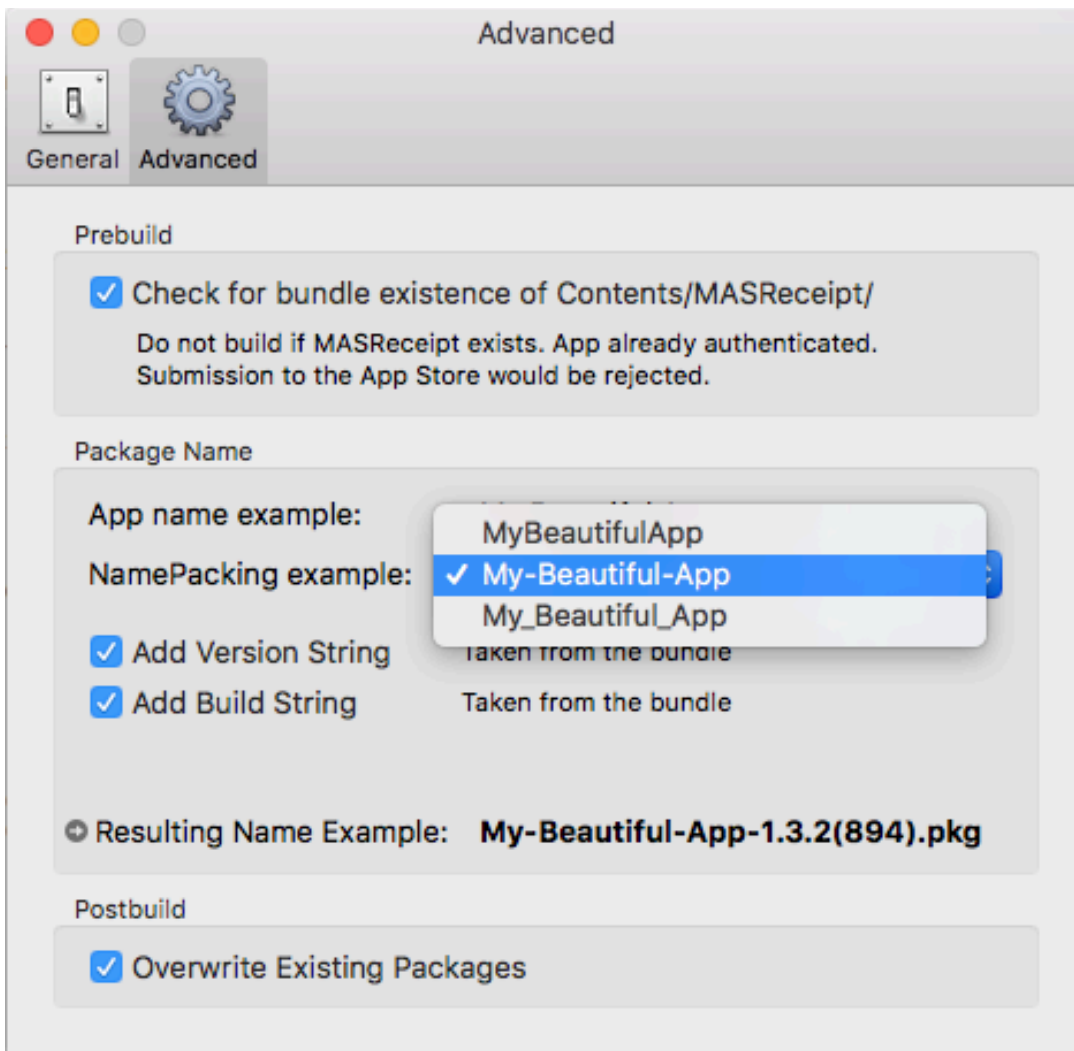 Advanced
General Advanced
Prebuild
Check for bundle existence of Contents/MASReceipt/
Do not build if MASReceipt exists. App already authenticated.
Submission to the App Store would be rejected.
Package Name
App name example:
MyBeautifulApp
NamePacking example: ✓ My-Beautiful-App
My_Beautiful_App
Add Version String Taken from the bundle
Add Build String Taken from the bundle
Resulting Name Example: My-Beautiful-App-1.3.2(894).pkg
Postbuild
Overwrite Existing Packages